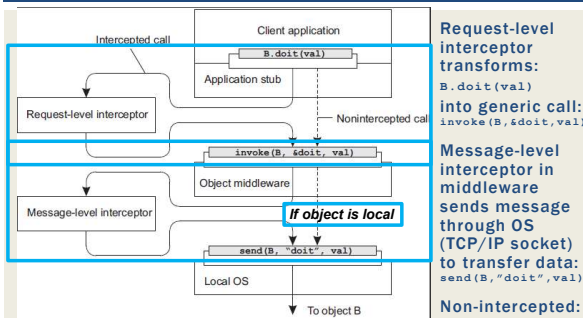 Client application
Intercepted call
B.doit(val)
Application stub
Request-level interceptor
Nonintercepted call
invoke(B, &doit, val)
Object middleware
Message-level interceptor
If object is local
send(B, "doit", val)
Local OS
To object B
Request-level
interceptor
transforms:
B.doit(val)
into generic call:
invoke(B,&doit,val)
Message-level
interceptor in
middleware
sends message
through OS
(TCP/IP socket)
to transfer data:
send(B,"doit",val)
Non-intercepted: